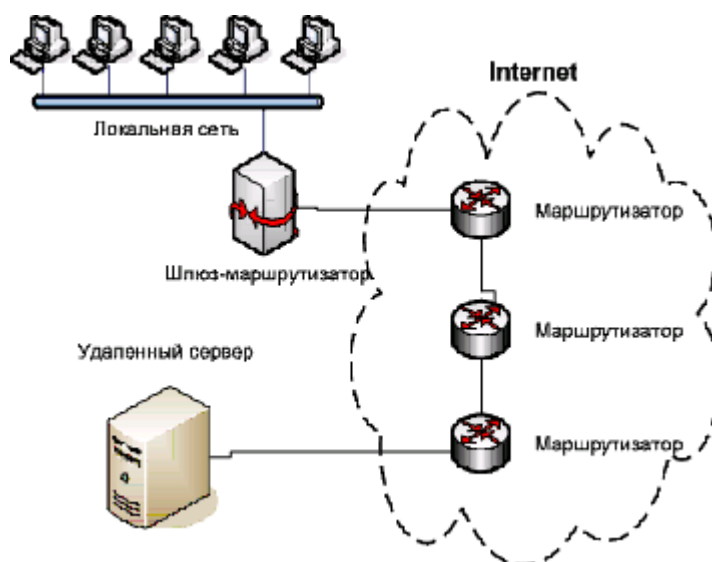 Internet
Локальная сеть
Маршрутизатор
Шлюз-маршрутизатор
Маршрутизатор
Удаленный сервер
Маршрутизатор